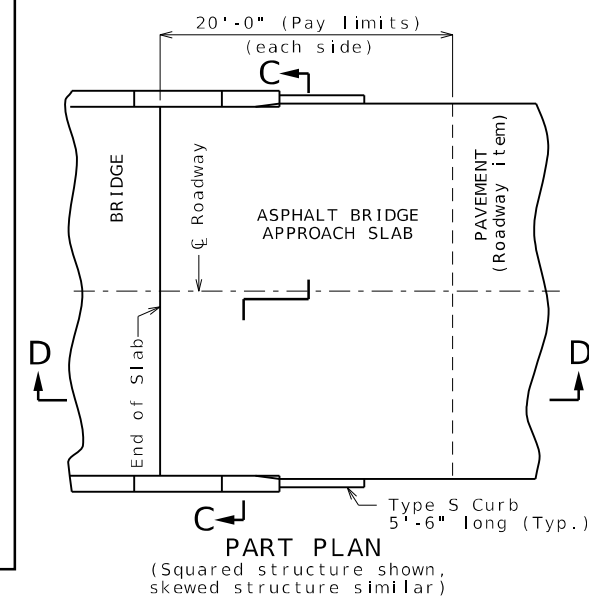 20'-0" (Pay limits)
(each side)
C
BRIDGE
℄ Roadway
ASPHALT BRIDGE
APPROACH SLAB
PAVEMENT
(Roadway item)
D
D
End of Slab
C
Type S Curb
5'-6" long (Typ.)
PART PLAN
(Squared structure shown,
skewed structure similar)